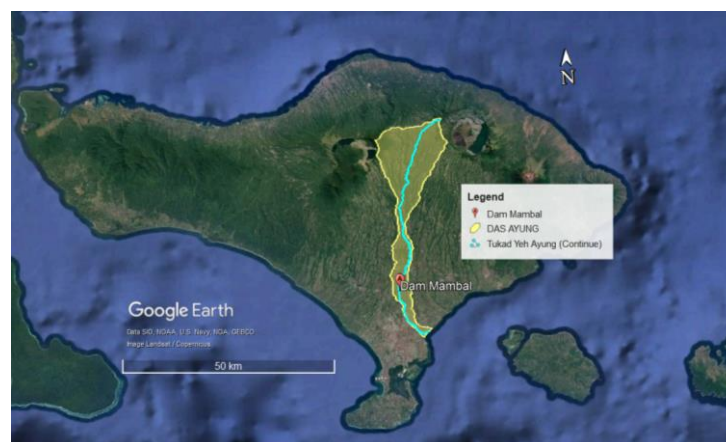 N
Legend
Dam Mambal
DAS AYUNG
Tukad Yeh Ayung (Continue)
Dam Mambal
Google Earth
Data SIO, NOAA, U.S. Navy, NGA, GEBCO
Image Landsat / Copernicus
50 km